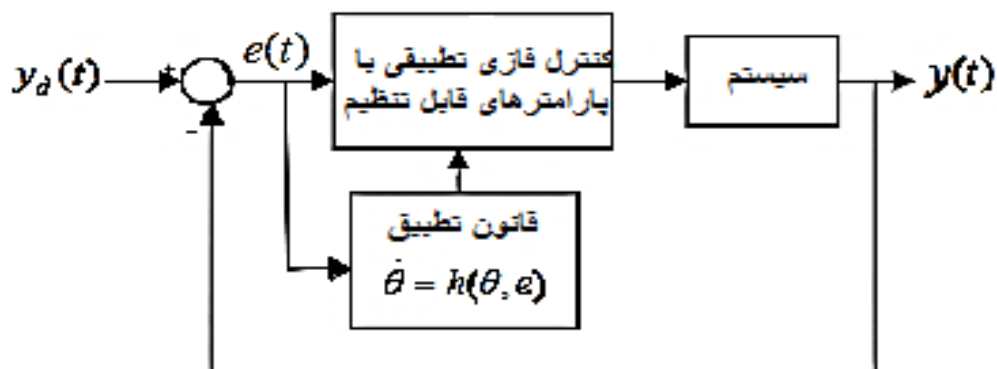 y_d(t)
+
-
e(t)
کنترل فازی تطبیقی با
پارامترهای قابل تنظیم
سیستم
y(t)
قانون تطبیق
θ̇ = h(θ, e)